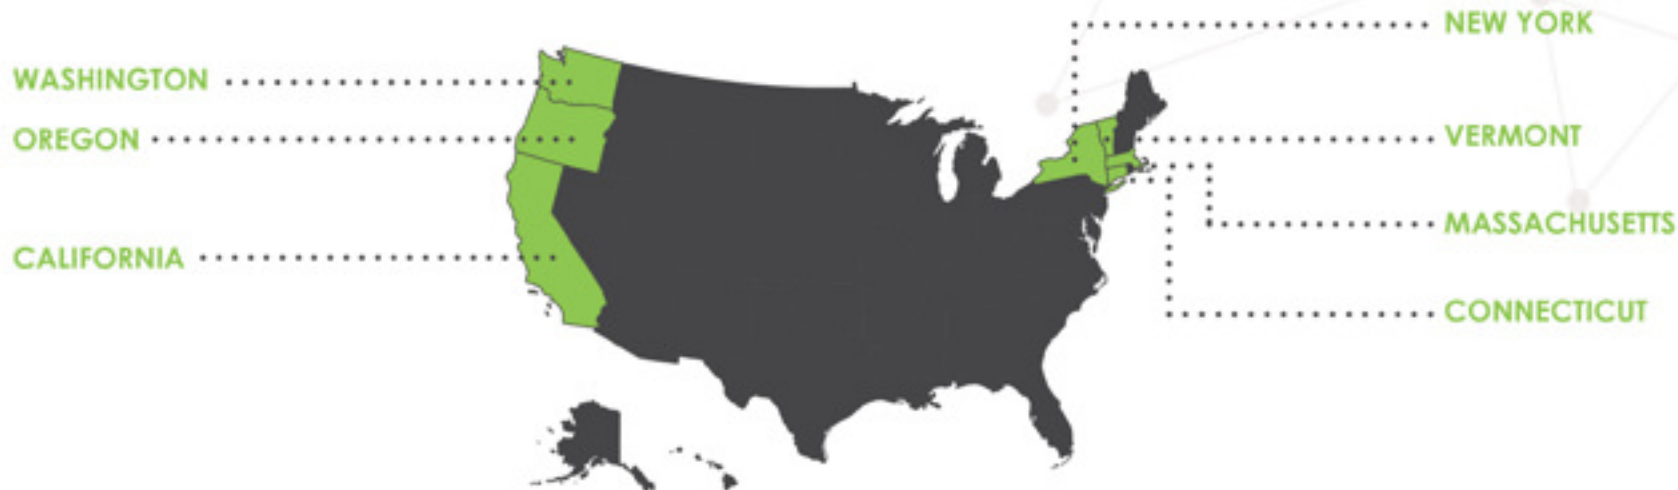 WASHINGTON
OREGON
CALIFORNIA
NEW YORK
VERMONT
MASSACHUSETTS
CONNECTICUT